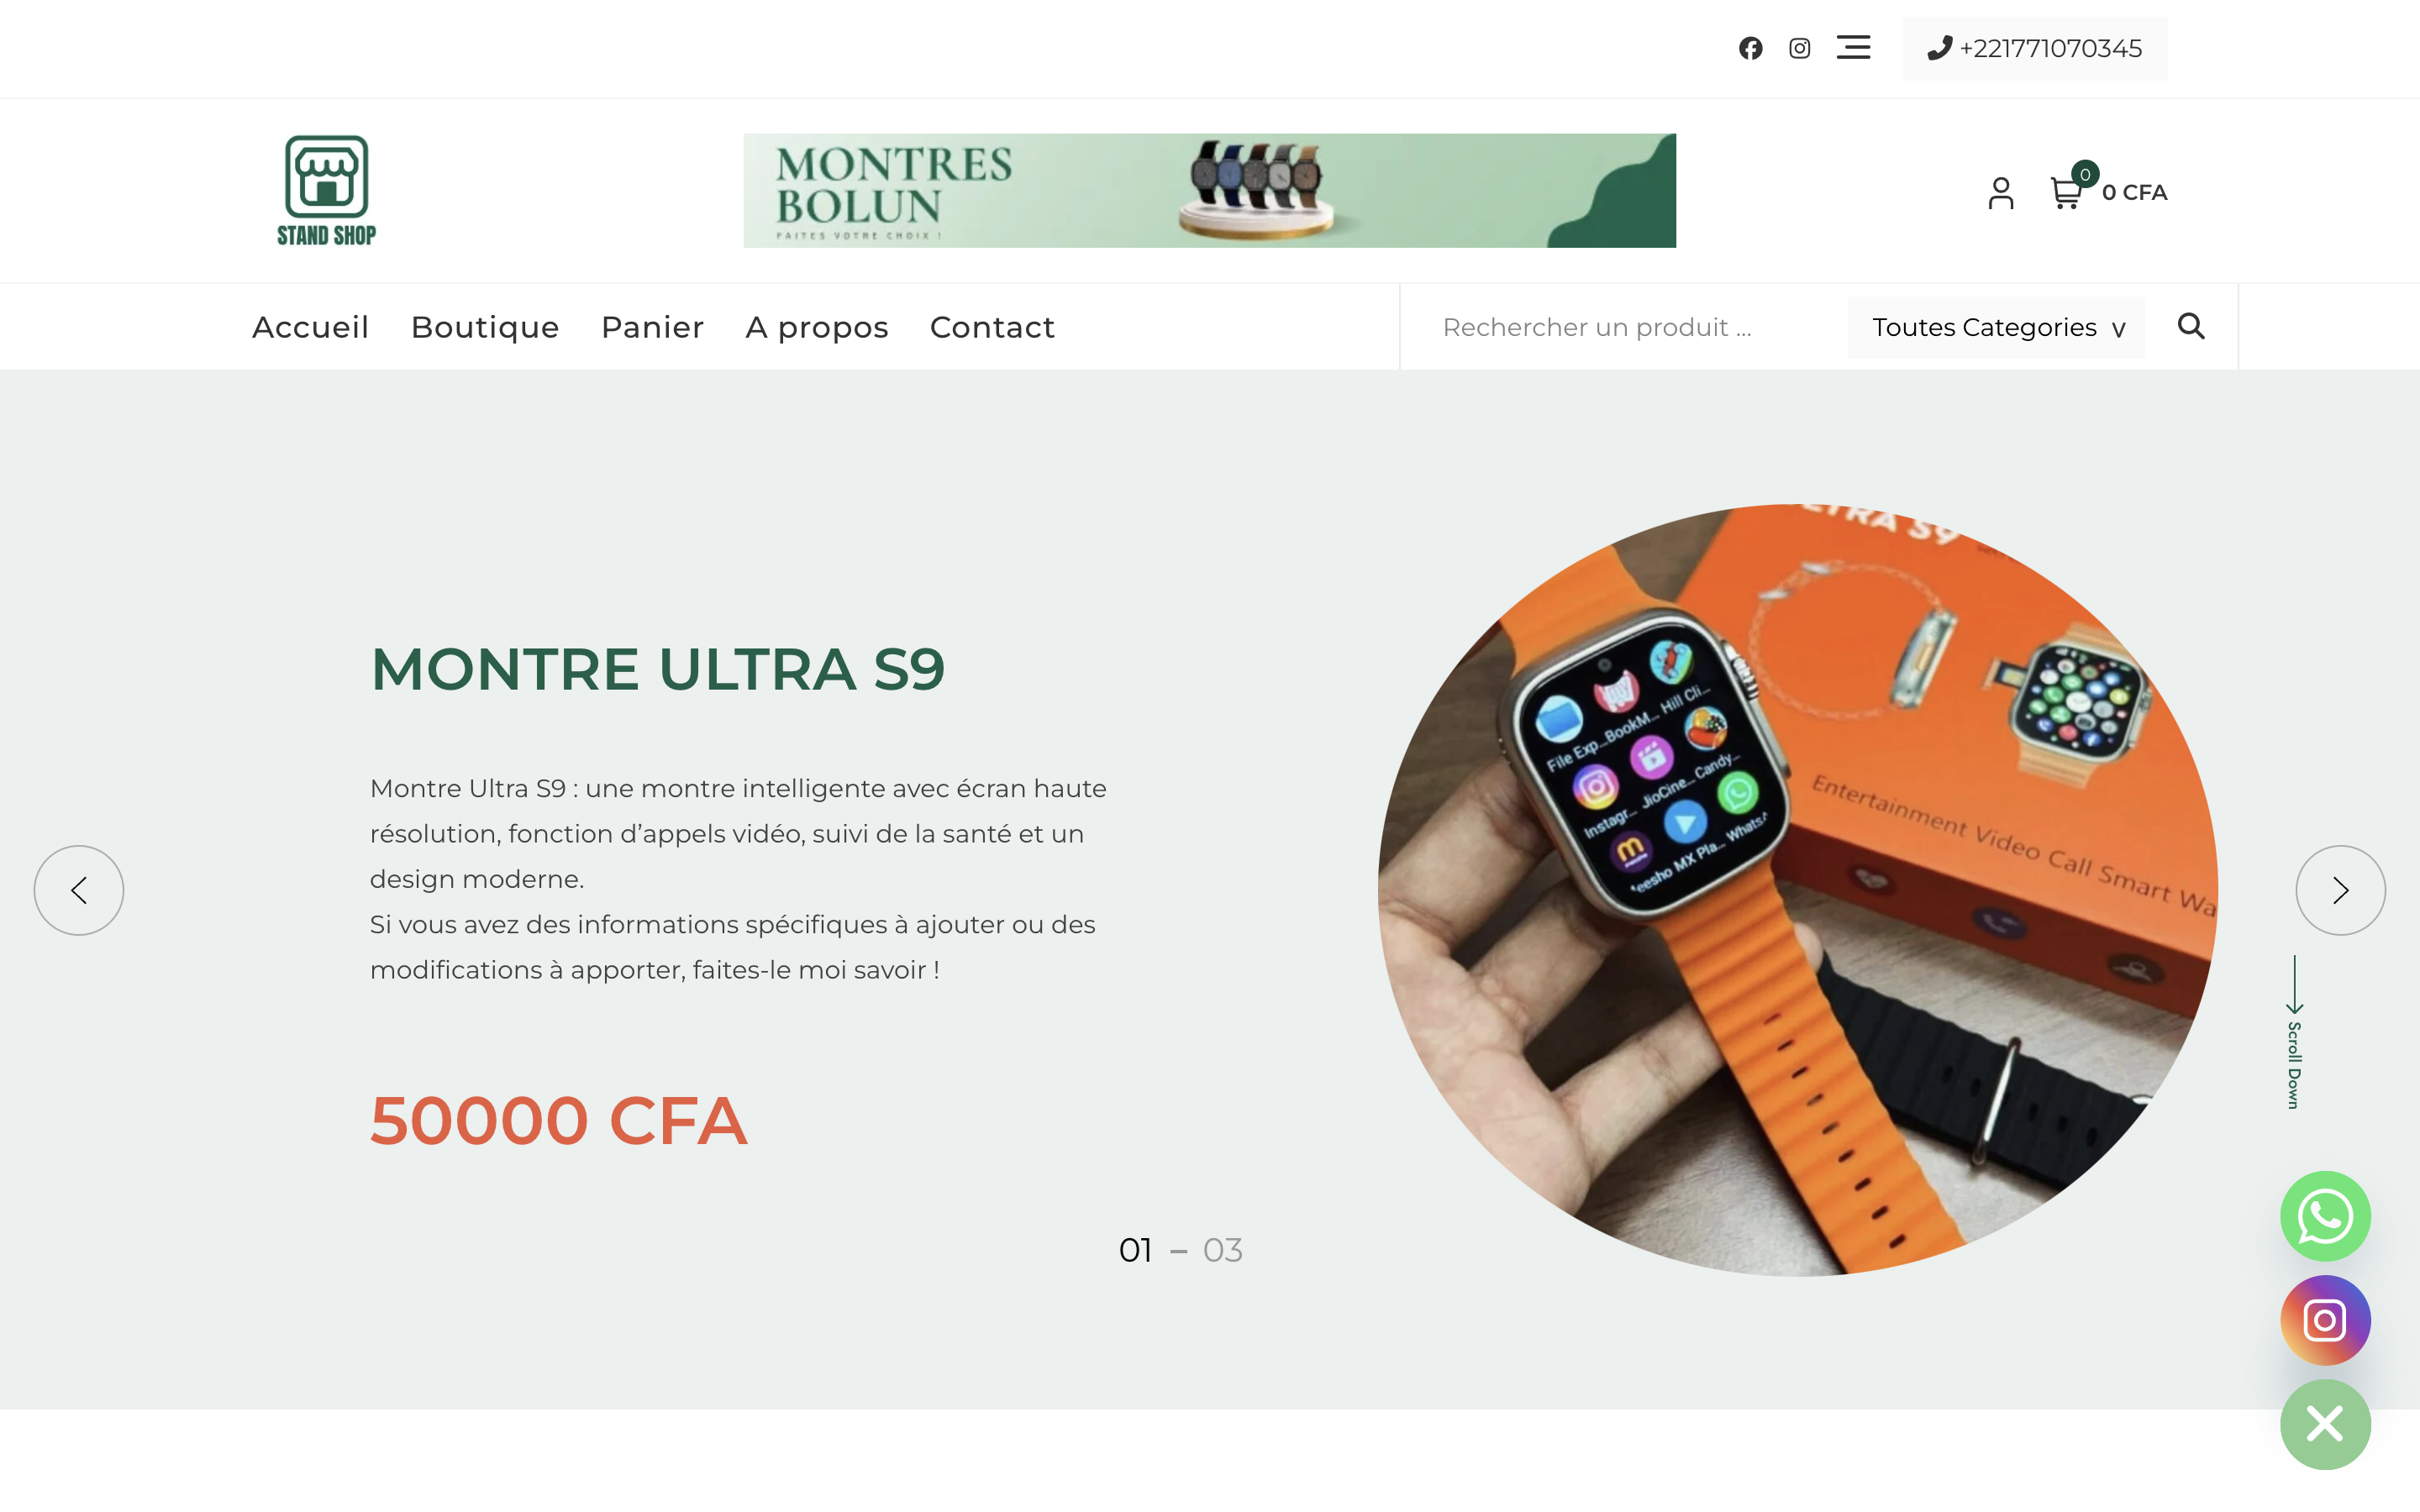 +221771070345
STAND SHOP
MONTRES
BOLUN
FAITES VOTRE CHOIX !
0
0 CFA
Accueil
Boutique
Panier
A propos
Contact
Rechercher un produit ...
Toutes Categories v
MONTRE ULTRA S9
Montre Ultra S9 : une montre intelligente avec écran haute
résolution, fonction d’appels vidéo, suivi de la santé et un
design moderne.
Si vous avez des informations spécifiques à ajouter ou des
modifications à apporter, faites-le moi savoir !
50000 CFA
01 – 03
ULTRA S9
File Exp... BookM... Hill Cli...
Instagr... JioCine... Candy...
eesho MX Pla... WhatsA
Entertainment Video Call Smart Wa
Scroll Down